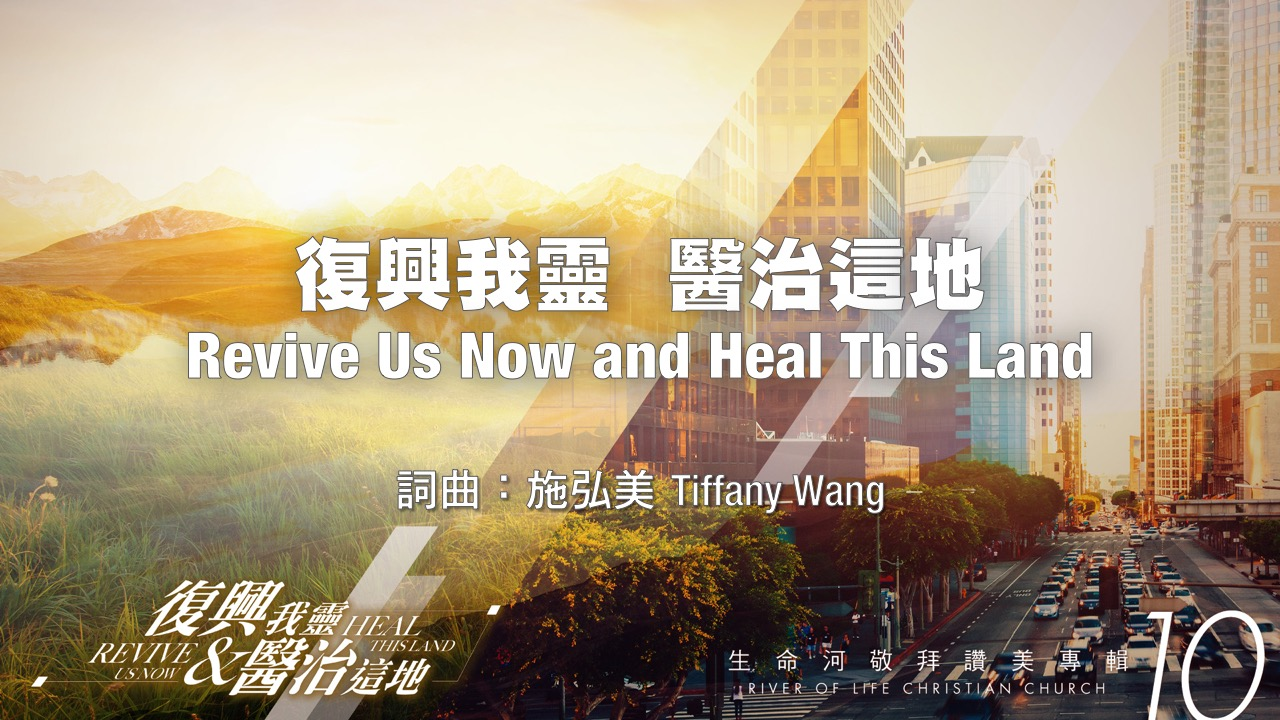 復興我靈 醫治這地
Revive Us Now and Heal This Land
詞曲：施弘美 Tiffany Wang
復興我靈 HEAL THIS LAND
REVIVE US NOW & 醫治這地
生命河敬拜讚美專輯 10
RIVER OF LIFE CHRISTIAN CHURCH